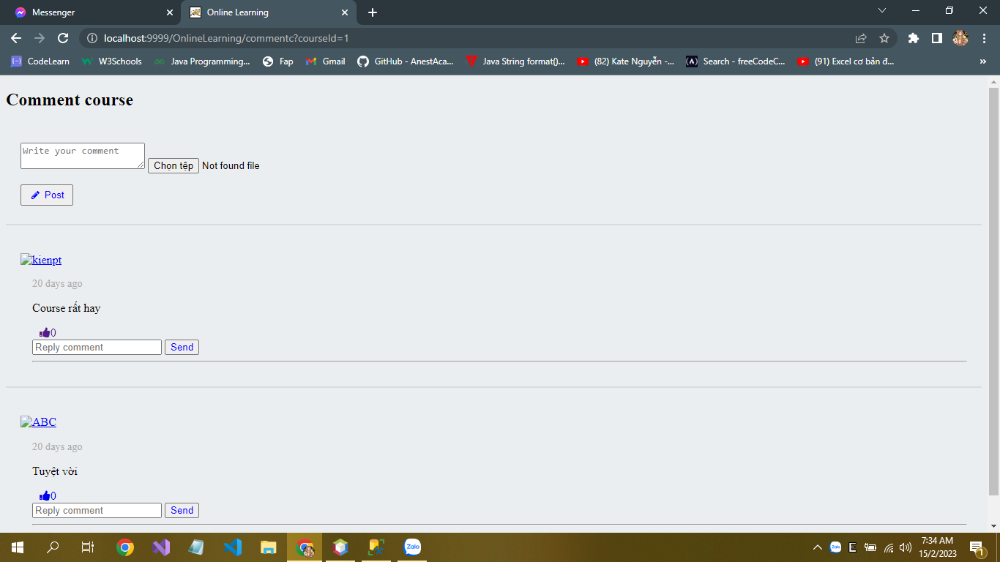 Messenger
Online Learning
localhost:9999/OnlineLearning/commentc?courseId=1
CodeLearn
W3Schools
Java Programming...
Fap
Gmail
GitHub - AnestAca...
Java String format()...
(82) Kate Nguyễn -...
Search - freeCodeC...
(91) Excel cơ bản đ...
»
Comment course
Write your comment
Chọn tệp Not found file
Post
kienpt
20 days ago
Course rất hay
0
Reply comment Send
ABC
20 days ago
Tuyệt vời
0
Reply comment Send
Zalo
Zalo
E
7:34 AM
15/2/2023
1